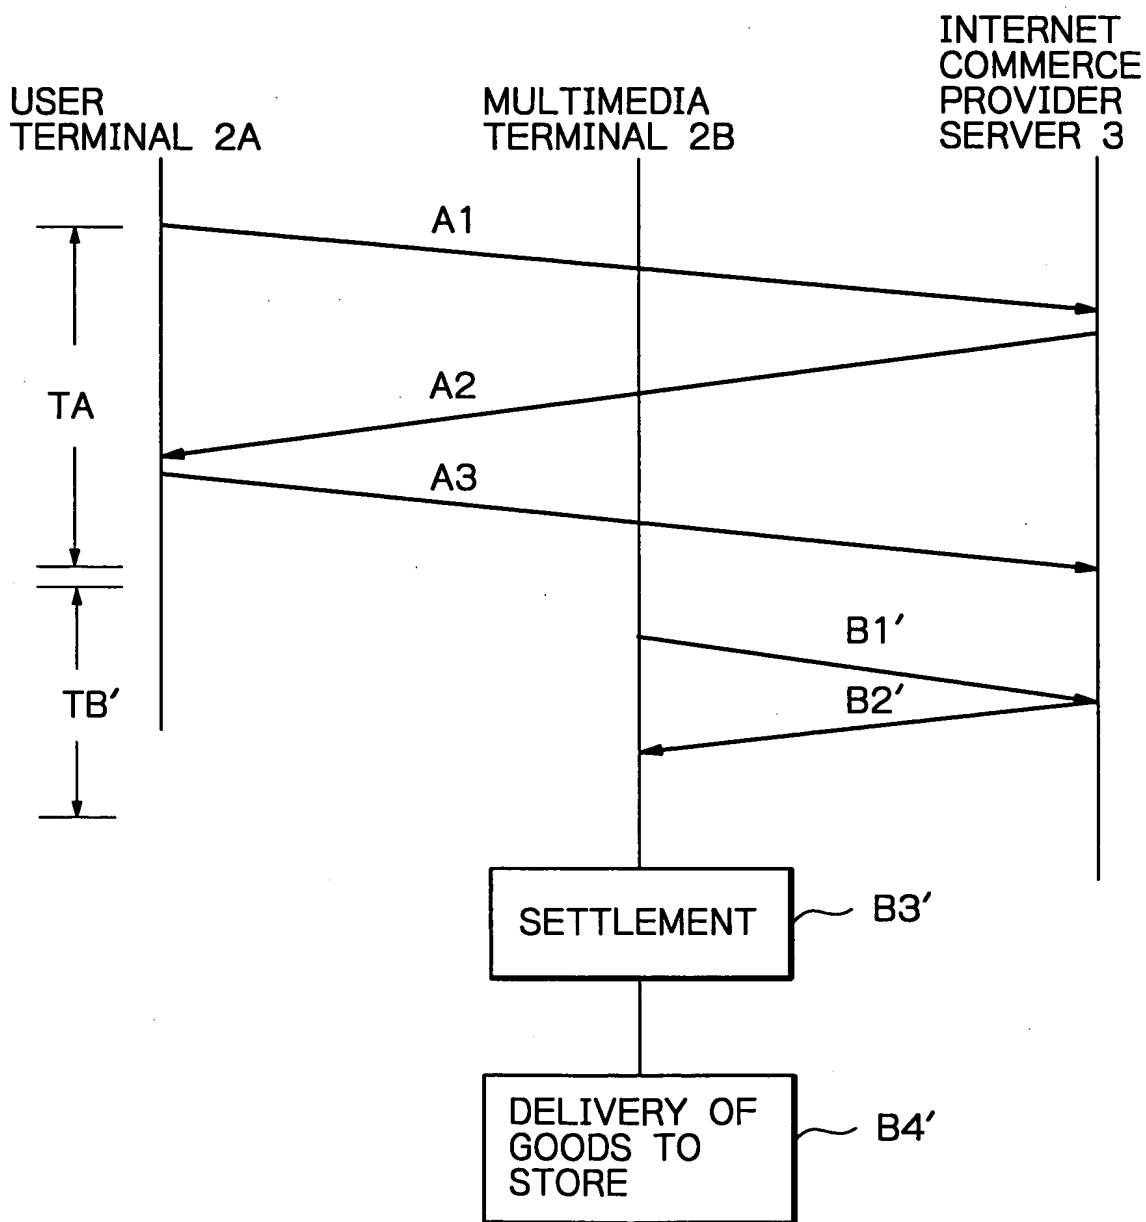 USER
TERMINAL 2A
MULTIMEDIA
TERMINAL 2B
INTERNET
COMMERCE
PROVIDER
SERVER 3
A1
TA
A2
A3
B1′
TB′
B2′
SETTLEMENT
B3′
DELIVERY OF
GOODS TO
STORE
B4′